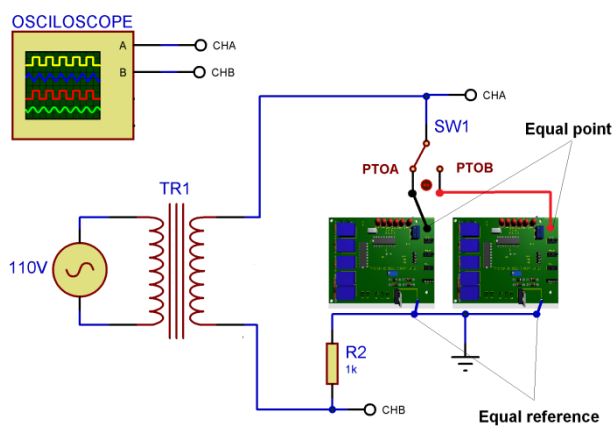 OSCILOSCOPE
A
CHA
B
CHB
CHA
SW1
Equal point
PTOA
PTOB
TR1
110V
R2
1k
CHB
Equal reference